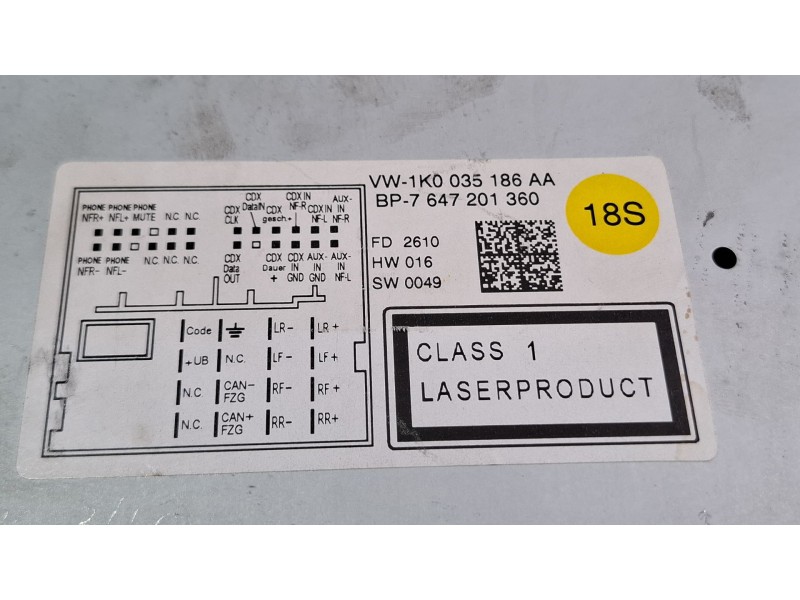 VW-1K0 035 186 AA
BP-7 647 201 360
18S
FD 2610
HW 016
SW 0049
CLASS 1
LASERPRODUCT
PHONE PHONE PHONE
NFR+ NFL+ MUTE N.C. N.C.
PHONE PHONE
NFR- NFL- N.C. N.C. N.C.
CDX CLK
CDX DataIN
CDX gesch.+
CDX IN NF-R
CDX IN NF-L
AUX-IN NF-R
CDX Data OUT
Dauer +
CDX IN GND
AUX-IN GND
AUX-IN NF-L
Code LR- LR+
+UB N.C. LF- LF+
N.C. CAN-FZG RF- RF+
N.C. CAN+FZG RR- RR+